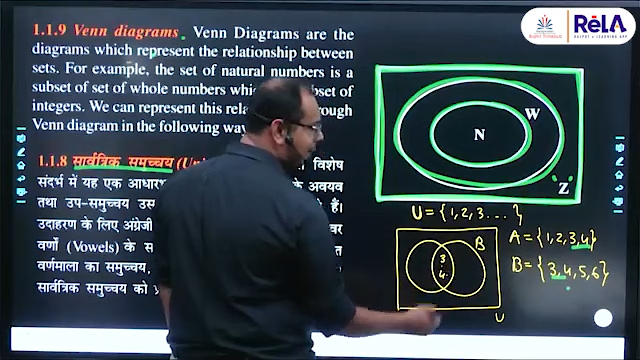 1.1.9 Venn diagrams. Venn Diagrams are the
diagrams which represent the relationship between
sets. For example, the set of natural numbers is a
subset of set of whole numbers which subset of
integers. We can represent this through
Venn diagram in the following
1.1.8 सार्वत्रिक समुच्चय विशेष
संदर्भ में यह एक अवयव
तथा उप-समुच्चय हैं।
उदाहरण के लिए अंग्रेजी
वर्णों (Vowels) के
वर्णमाला का समुच्चय,
सार्वत्रिक समुच्चय को
ReLA
N
W
Z
U = {1, 2, 3 ... }
A = {1, 2, 3, 4}
B = {3, 4, 5, 6}
B
3
4
U